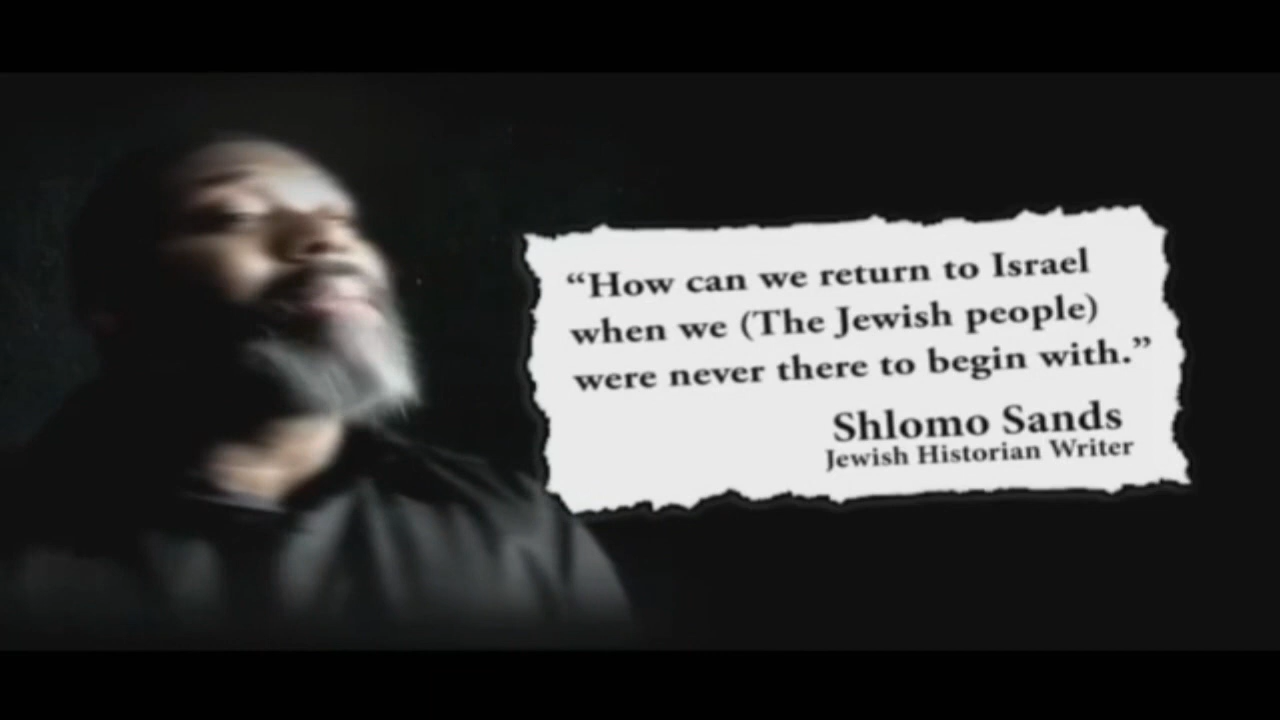 “How can we return to Israel
when we (The Jewish people)
were never there to begin with.”
Shlomo Sands
Jewish Historian Writer